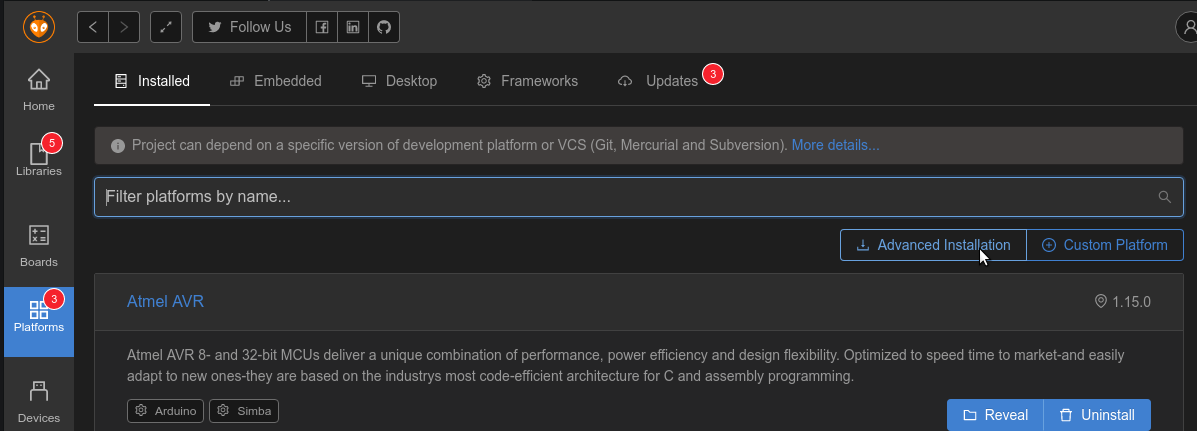 Follow Us
Home
5
Libraries
Boards
3
Platforms
Devices
Installed Embedded Desktop Frameworks Updates 3
Project can depend on a specific version of development platform or VCS (Git, Mercurial and Subversion). More details...
Filter platforms by name...
Advanced Installation Custom Platform
Atmel AVR 1.15.0
Atmel AVR 8- and 32-bit MCUs deliver a unique combination of performance, power efficiency and design flexibility. Optimized to speed time to market-and easily
adapt to new ones-they are based on the industrys most code-efficient architecture for C and assembly programming.
Arduino Simba
Reveal Uninstall